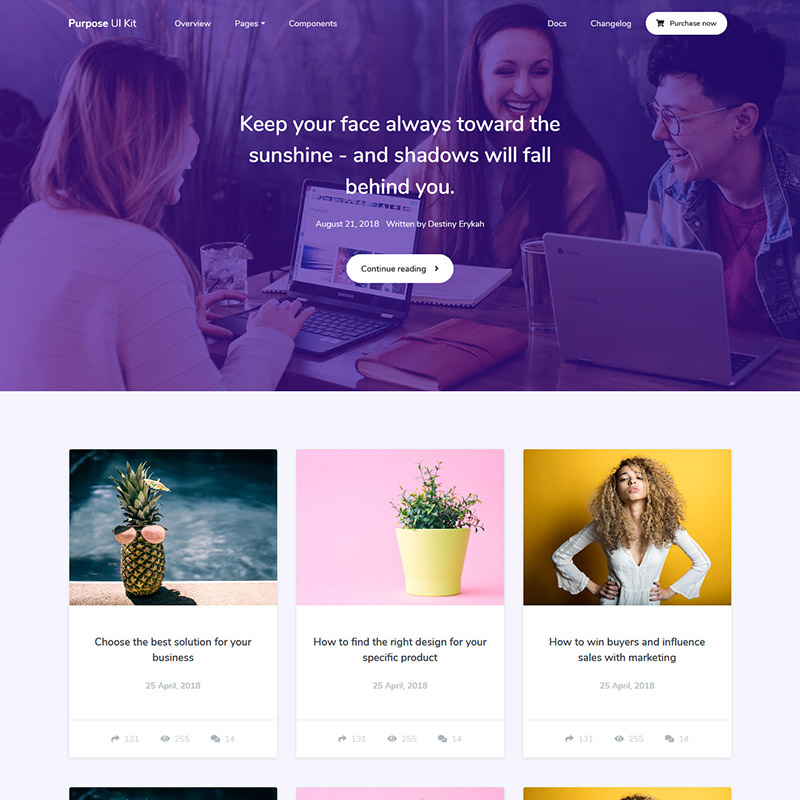 Purpose UI Kit Overview Pages Components Docs Changelog Purchase now
Keep your face always toward the
sunshine - and shadows will fall
behind you.
August 21, 2018 Written by Destiny Erykah
Continue reading
SAMSUNG
Choose the best solution for your
business
25 April, 2018
131 255 14
How to find the right design for your
specific product
25 April, 2018
131 255 14
How to win buyers and influence
sales with marketing
25 April, 2018
131 255 14